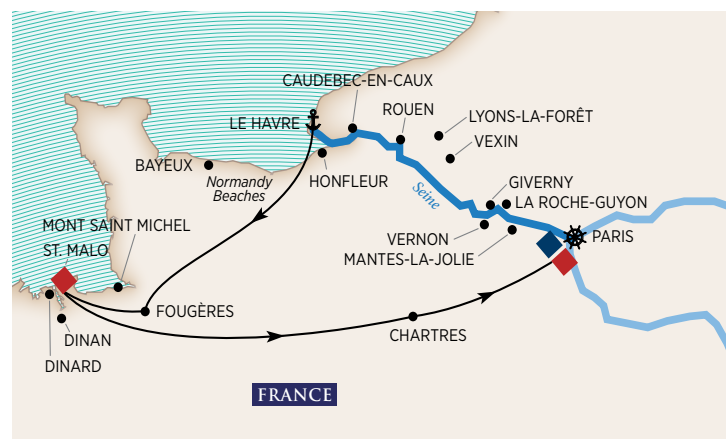 CAUDEBEC-EN-CAUX
ROUEN
LE HAVRE
LYONS-LA-FORÊT
VEXIN
BAYEUX
Normandy
Beaches
HONFLEUR
Seine
GIVERNY
LA ROCHE-GUYON
MONT SAINT MICHEL
ST. MALO
VERNON
PARIS
MANTES-LA-JOLIE
FOUGÈRES
CHARTRES
DINAN
DINARD
FRANCE